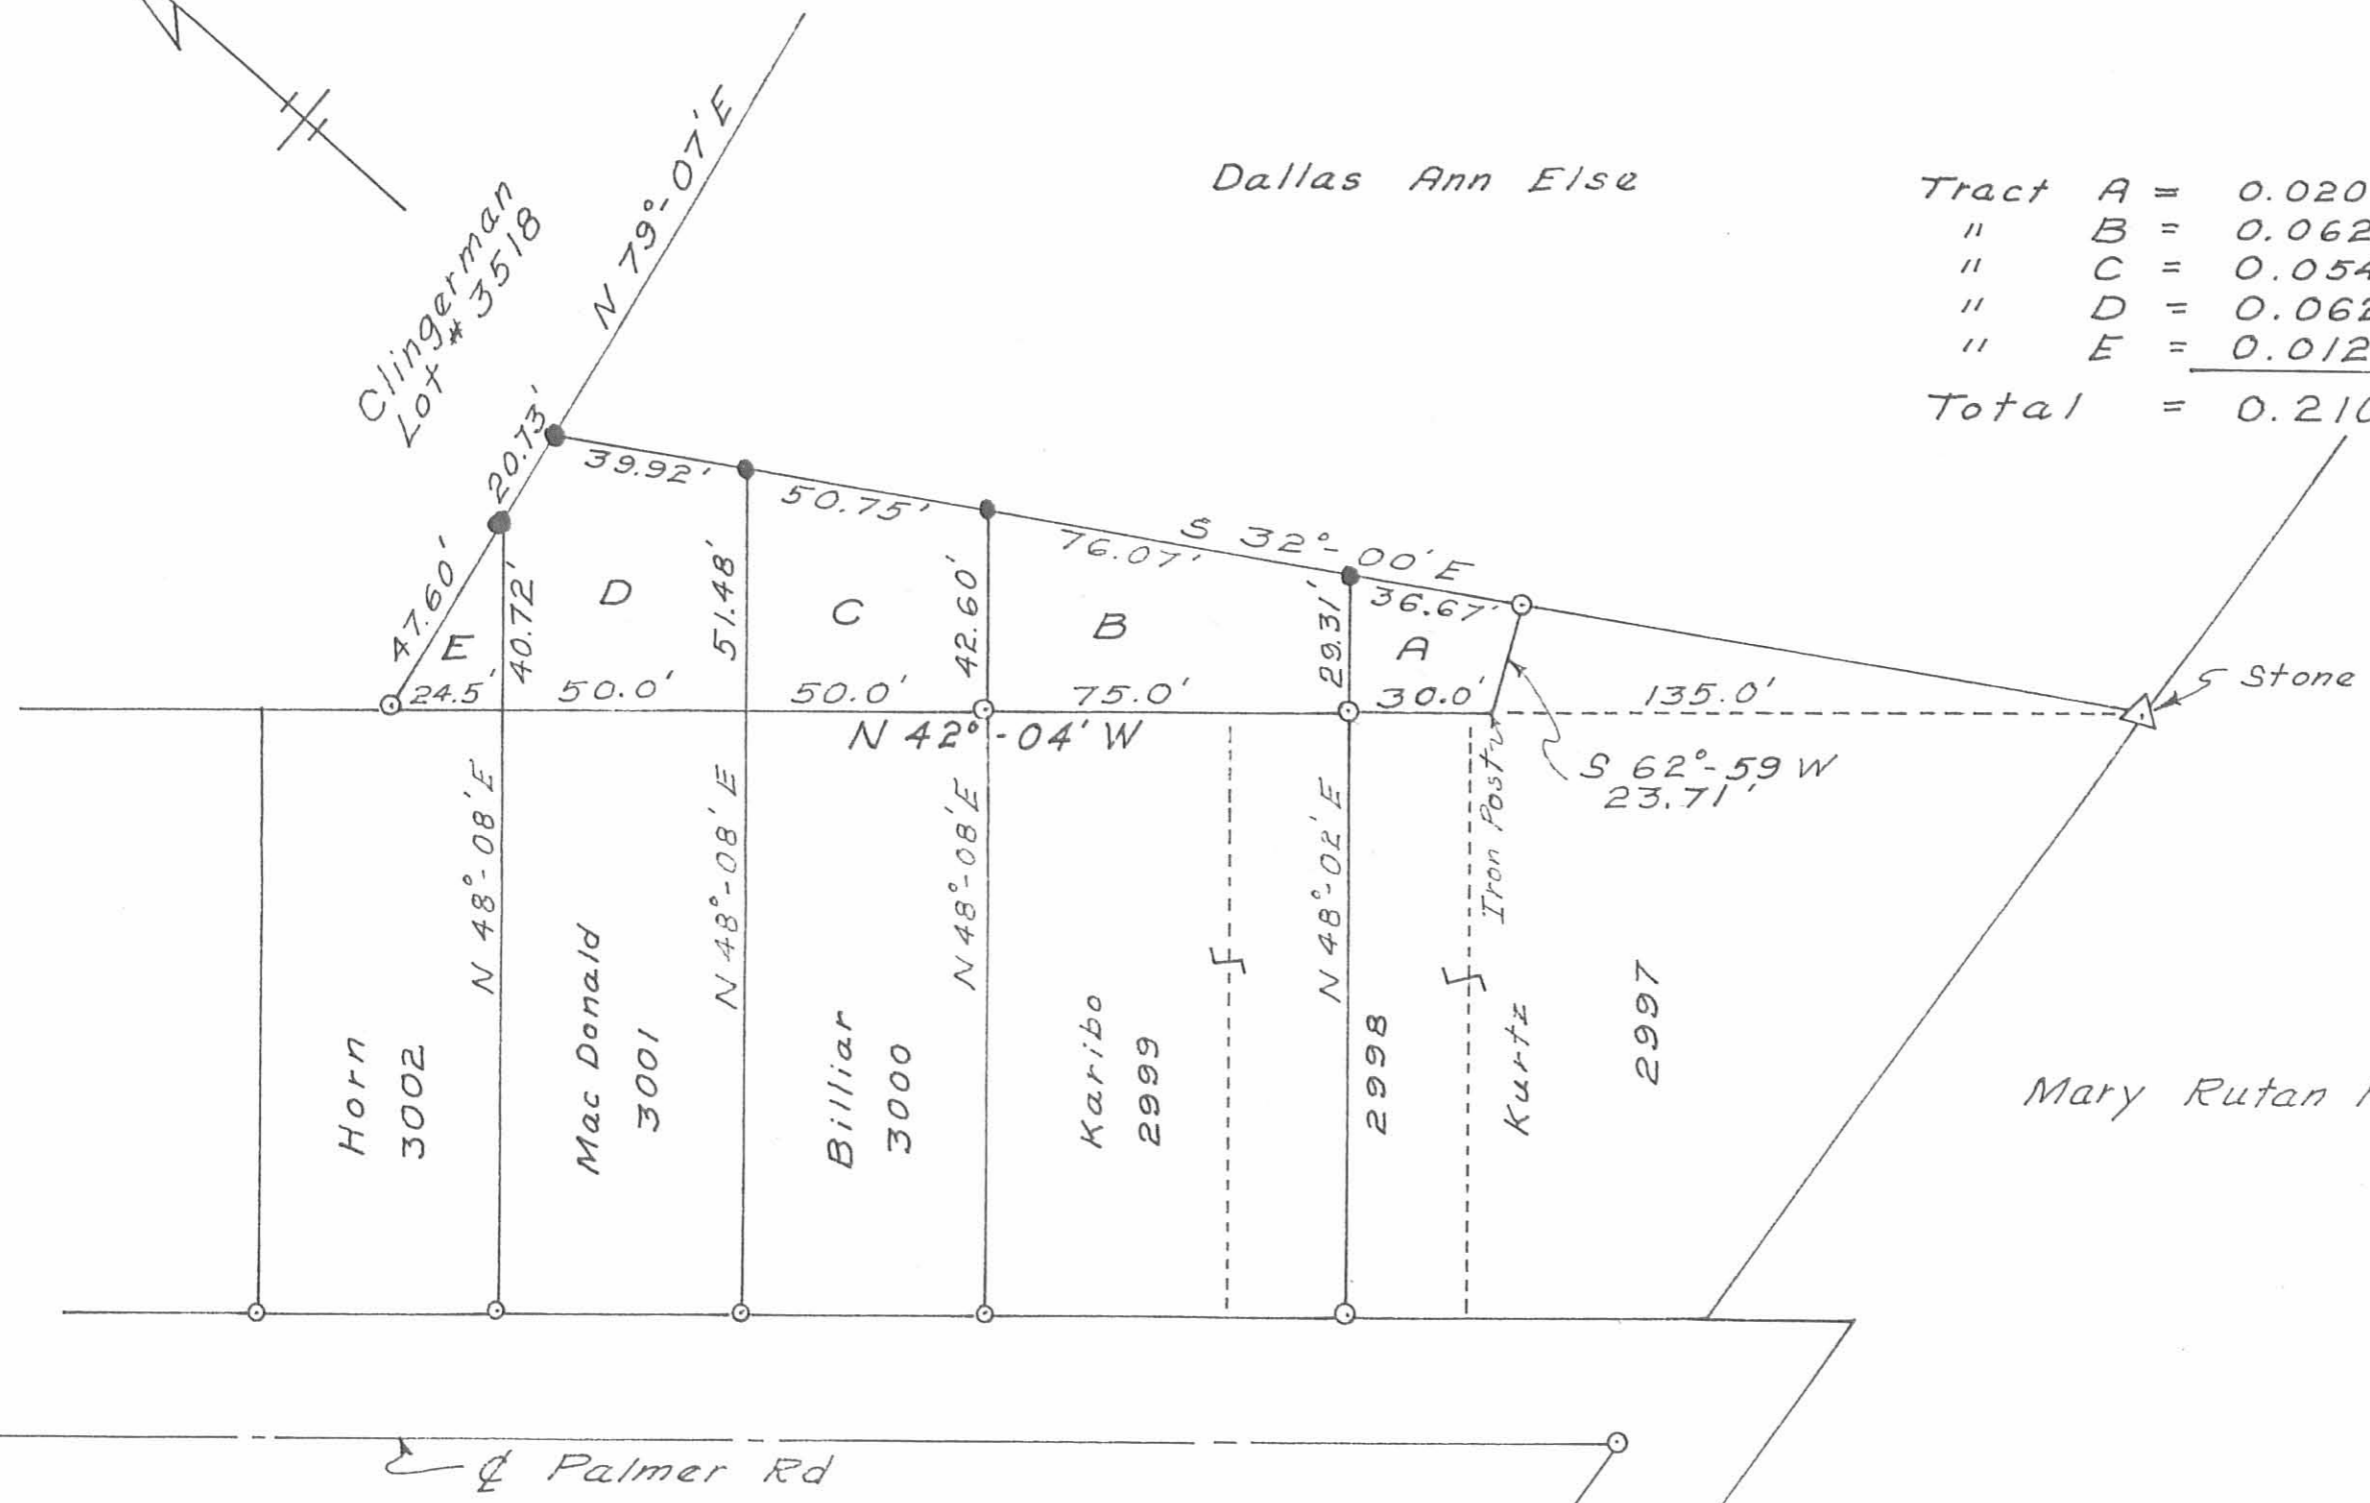 Dallas Ann Else
Tract A = 0.020
" B = 0.062
" C = 0.054
" D = 0.062
" E = 0.012
Total = 0.210
N 79°-07' E
Clingerman
Lot #3518
20.73'
47.60'
39.92'
50.75'
76.07'
S 32°-00' E
36.67'
E
40.72'
D
51.48'
C
42.60'
B
29.31'
A
24.5'
50.0'
50.0'
75.0'
30.0'
135.0'
Stone
N 42°-04' W
S 62°-59 W
23.71'
Iron Post
N 48°-08' E
N 48°-08' E
N 48°-08' E
N 48°-02' E
Horn
3002
Mac Donald
3001
Billiar
3000
Karibo
2999
2998
Kurtz
2997
Mary Rutan
℄ Palmer Rd